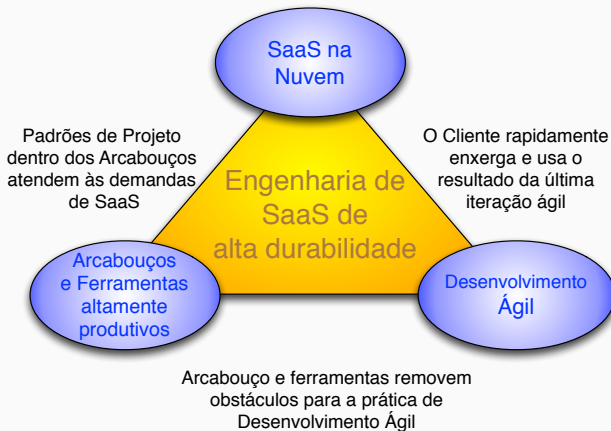 SaaS na
Nuvem
Padrões de Projeto
dentro dos Arcabouços
atendem às demandas
de SaaS
O Cliente rapidamente
enxerga e usa o
resultado da última
iteração ágil
Engenharia de
SaaS de
alta durabilidade
Arcabouços
e Ferramentas
altamente
produtivos
Desenvolvimento
Ágil
Arcabouço e ferramentas removem
obstáculos para a prática de
Desenvolvimento Ágil